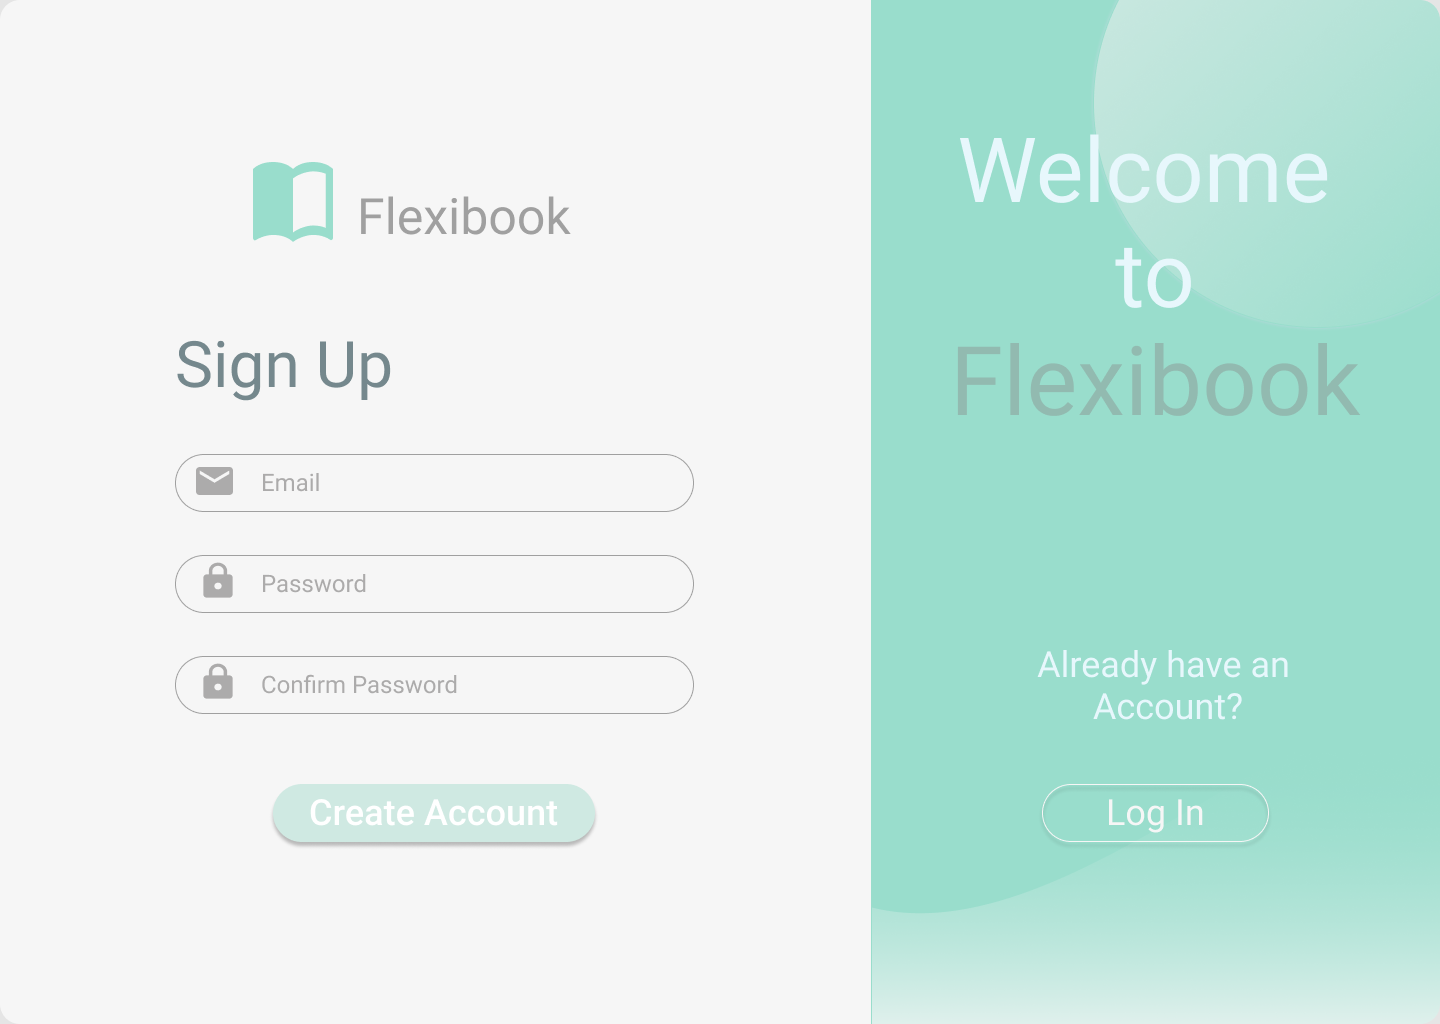 Flexibook
Sign Up
Email
Password
Confirm Password
Create Account
Welcome
to
Flexibook
Already have an
Account?
Log In